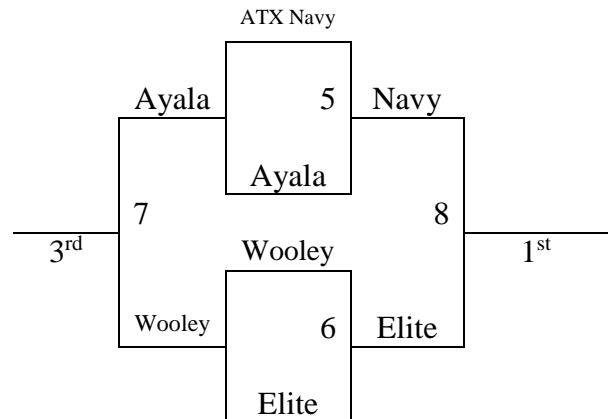 ATX Navy
Ayala 5 Navy
Ayala
7 8
3rd Wooley 1st
Wooley 6 Elite
Elite